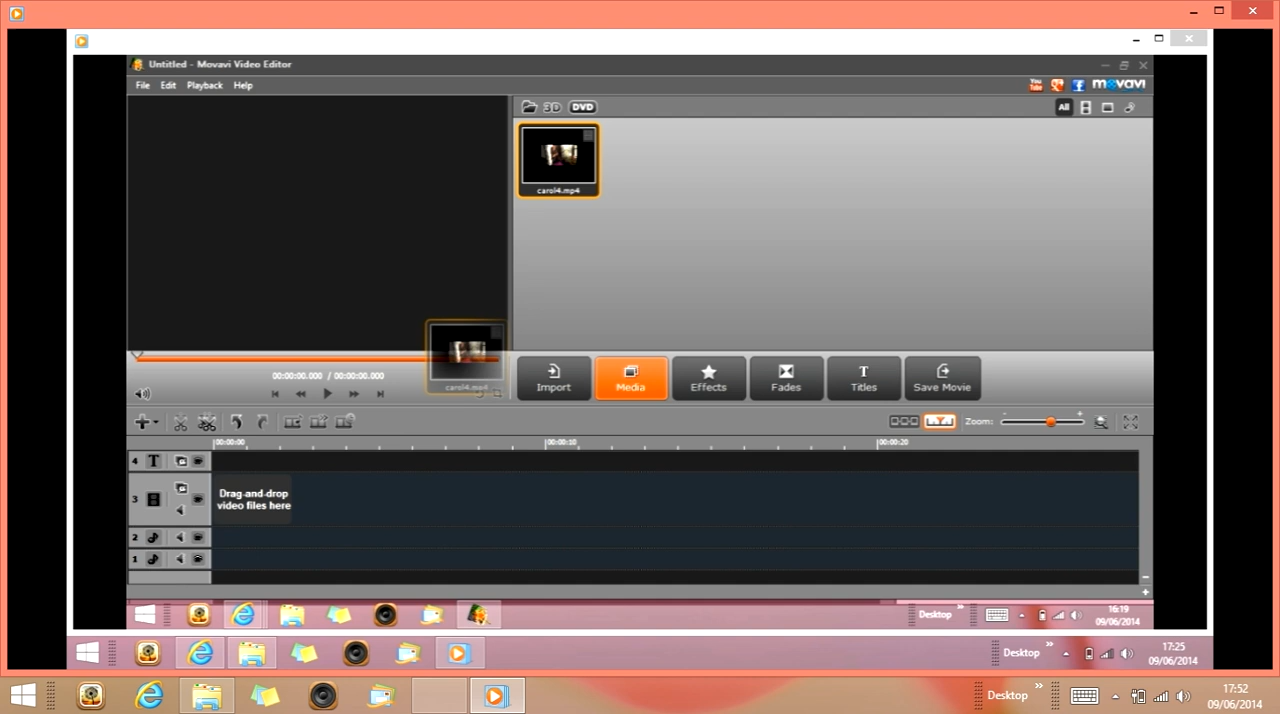 Untitled - Movavi Video Editor
File Edit Playback Help
You Tube
movavi
3D DVD
All
carol4.mp4
carol4.mp4
00:00:00.000 / 00:00:00.000
Import Media Effects Fades Titles Save Movie
Zoom:
00:00:00 00:00:10 00:00:20
4 T
3
Drag-and-drop
video files here
2
1
Desktop
16:19
09/06/2014
Desktop
17:25
09/06/2014
Desktop
17:52
09/06/2014